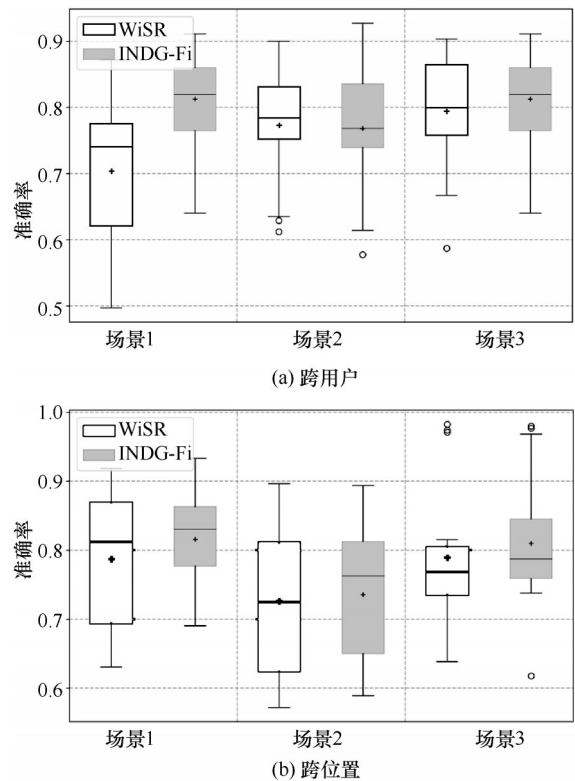 WiSR
INDG-Fi
0.9
0.8
0.7
0.6
0.5
准确率
场景1 场景2 场景3
(a) 跨用户
WiSR
INDG-Fi
1.0
0.9
0.8
0.7
0.6
准确率
场景1 场景2 场景3
(b) 跨位置